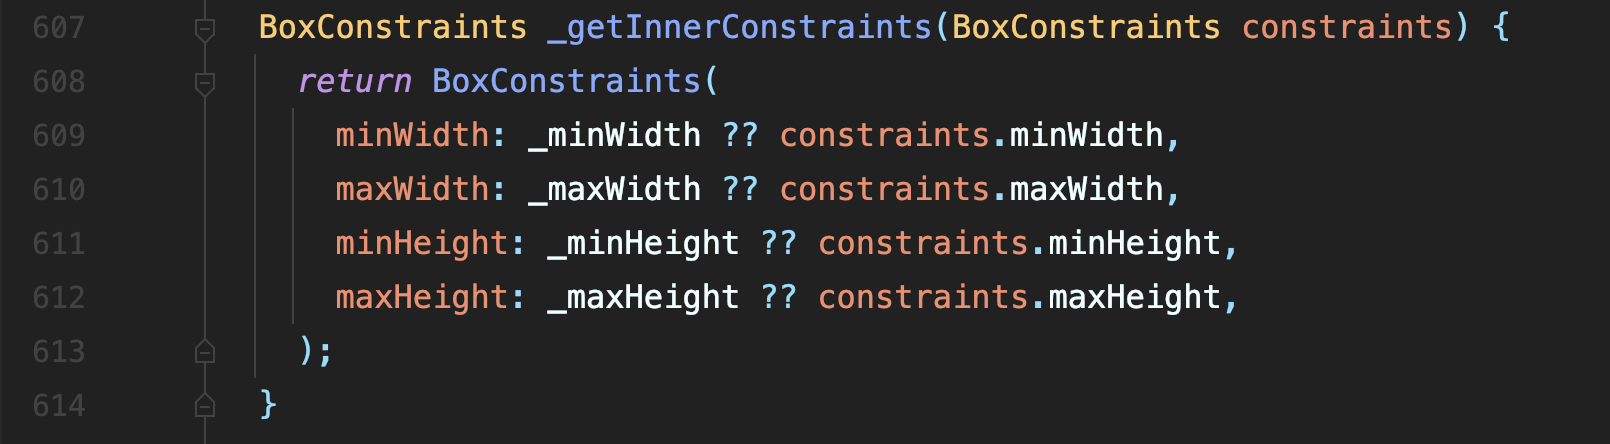 607 BoxConstraints _getInnerConstraints(BoxConstraints constraints) {
608 return BoxConstraints(
609 minWidth: _minWidth ?? constraints.minWidth,
610 maxWidth: _maxWidth ?? constraints.maxWidth,
611 minHeight: _minHeight ?? constraints.minHeight,
612 maxHeight: _maxHeight ?? constraints.maxHeight,
613 );
614 }